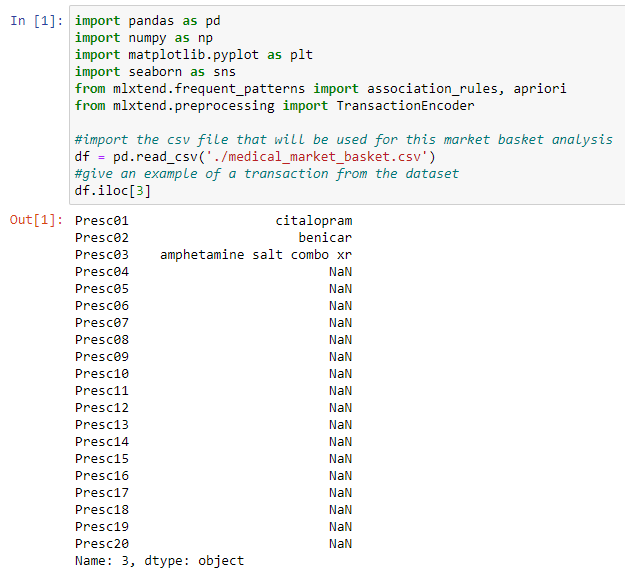 In [1]: import pandas as pd
import numpy as np
import matplotlib.pyplot as plt
import seaborn as sns
from mlxtend.frequent_patterns import association_rules, apriori
from mlxtend.preprocessing import TransactionEncoder

#import the csv file that will be used for this market basket analysis
df = pd.read_csv('./medical_market_basket.csv')
#give an example of a transaction from the dataset
df.iloc[3]
Out[1]: Presc01 citalopram
Presc02 benicar
Presc03 amphetamine salt combo xr
Presc04 NaN
Presc05 NaN
Presc06 NaN
Presc07 NaN
Presc08 NaN
Presc09 NaN
Presc10 NaN
Presc11 NaN
Presc12 NaN
Presc13 NaN
Presc14 NaN
Presc15 NaN
Presc16 NaN
Presc17 NaN
Presc18 NaN
Presc19 NaN
Presc20 NaN
Name: 3, dtype: object